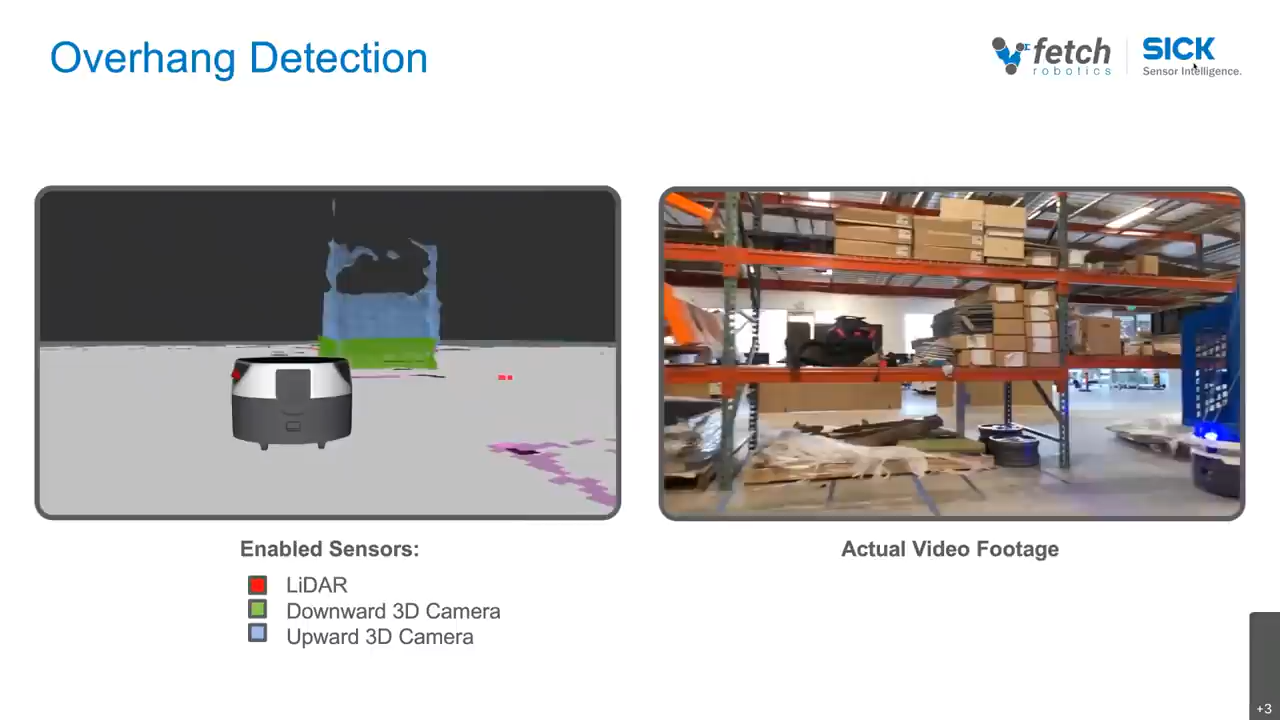 Overhang Detection
fetch
robotics
SICK
Sensor Intelligence.
Enabled Sensors:
LiDAR
Downward 3D Camera
Upward 3D Camera
Actual Video Footage
+3